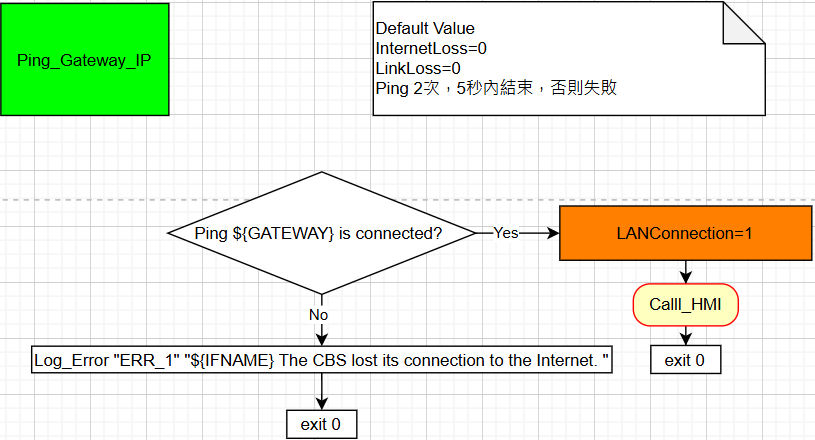 Ping_Gateway_IP
Default Value
InternetLoss=0
LinkLoss=0
Ping 2次，5秒內結束，否則失敗
Ping ${GATEWAY} is connected?
Yes
LANConnection=1
No
Calll_HMI
Log_Error "ERR_1" "${IFNAME} The CBS lost its connection to the Internet. "
exit 0
exit 0